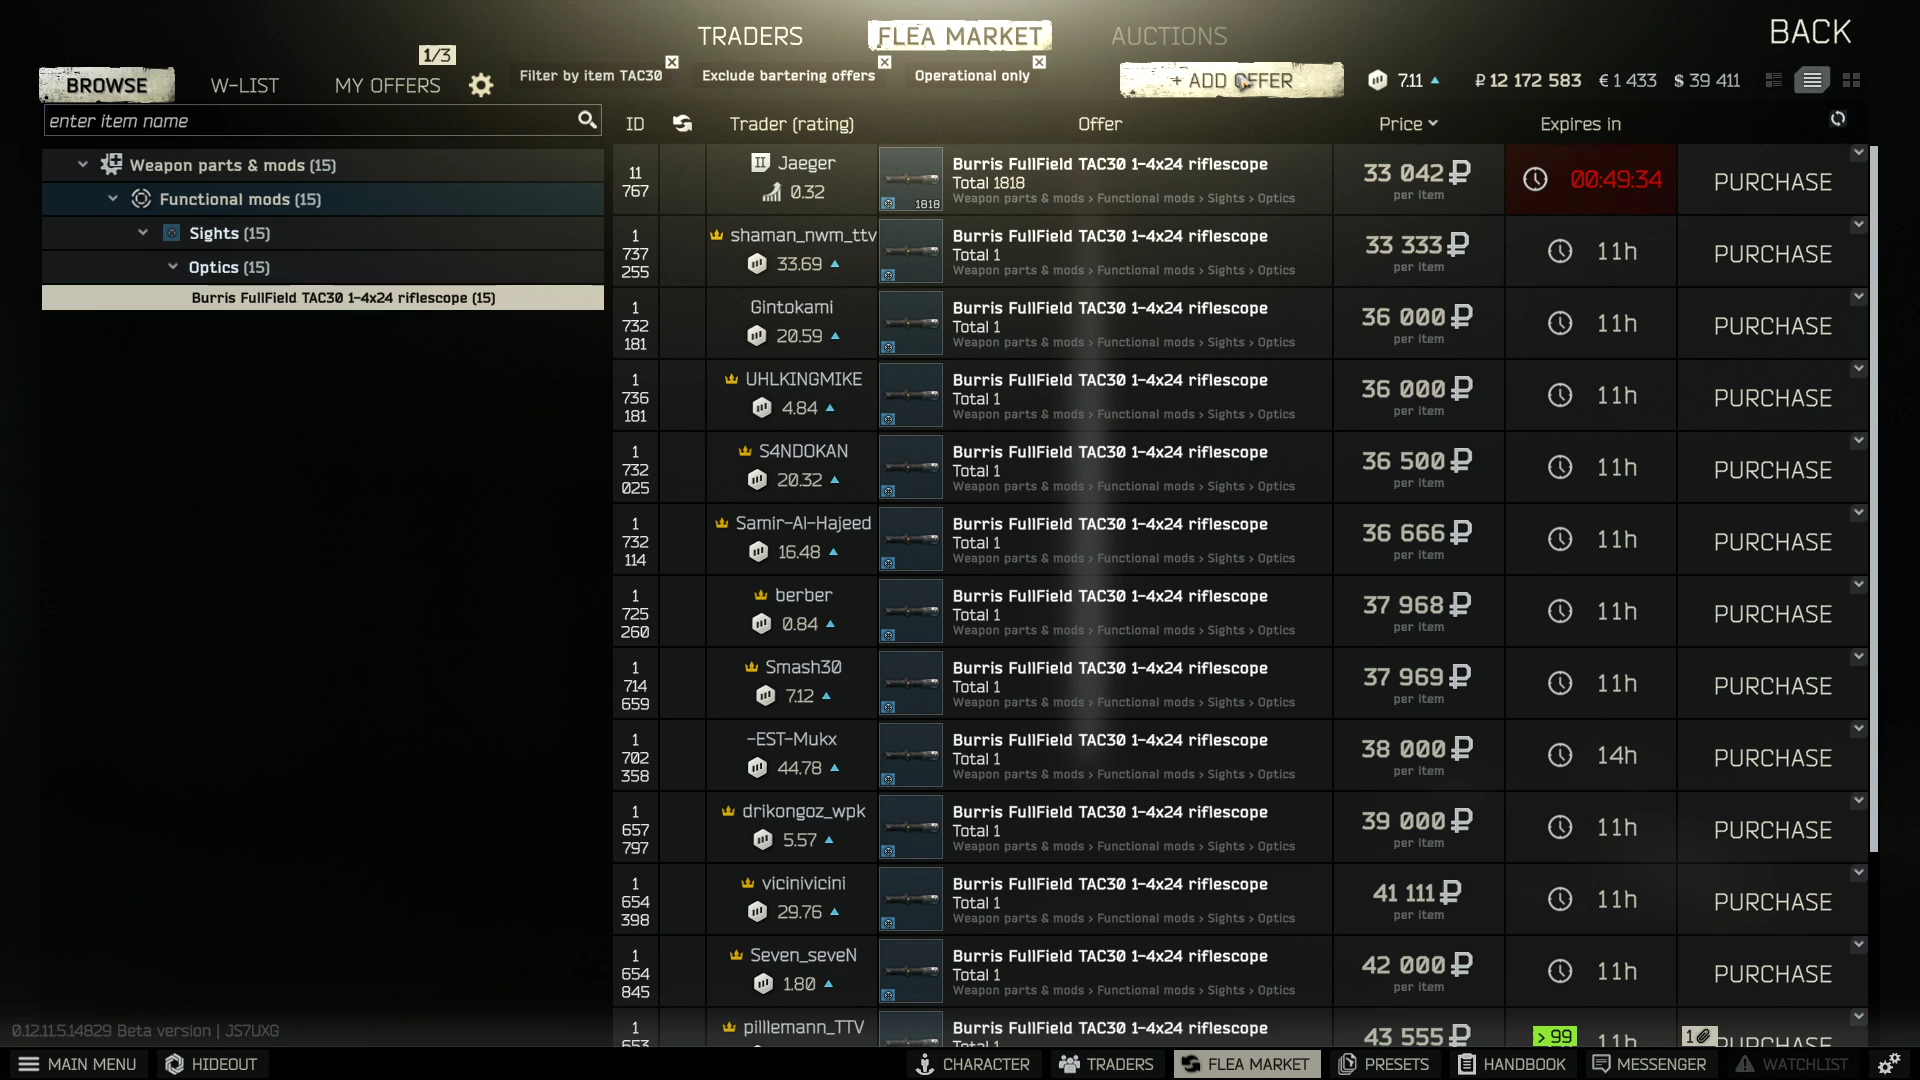 TRADERS
FLEA MARKET
AUCTIONS
BACK
1/3
BROWSE
W-LIST
MY OFFERS
Filter by item TAC30
Exclude bartering offers
Operational only
+ ADD OFFER
7.11
₽ 12 172 583
€ 1 433
$ 39 411
enter item name
ID
Trader (rating)
Offer
Price
Expires in
Weapon parts & mods (15)
Functional mods (15)
Sights (15)
Optics (15)
Burris FullField TAC30 1-4x24 riflescope (15)
11
767
II Jaeger
0.32
1818
Burris FullField TAC30 1-4x24 riflescope
Total 1818
Weapon parts & mods › Functional mods › Sights › Optics
33 042 ₽
per item
00:49:34
PURCHASE
1
737
255
shaman_nwm_ttv
33.69
Burris FullField TAC30 1-4x24 riflescope
Total 1
Weapon parts & mods › Functional mods › Sights › Optics
33 333 ₽
per item
11h
PURCHASE
1
732
181
Gintokami
20.59
Burris FullField TAC30 1-4x24 riflescope
Total 1
Weapon parts & mods › Functional mods › Sights › Optics
36 000 ₽
per item
11h
PURCHASE
1
736
181
UHLKINGMIKE
4.84
Burris FullField TAC30 1-4x24 riflescope
Total 1
Weapon parts & mods › Functional mods › Sights › Optics
36 000 ₽
per item
11h
PURCHASE
1
732
025
S4NDOKAN
20.32
Burris FullField TAC30 1-4x24 riflescope
Total 1
Weapon parts & mods › Functional mods › Sights › Optics
36 500 ₽
per item
11h
PURCHASE
1
732
114
Samir-Al-Hajeed
16.48
Burris FullField TAC30 1-4x24 riflescope
Total 1
Weapon parts & mods › Functional mods › Sights › Optics
36 666 ₽
per item
11h
PURCHASE
1
725
260
berber
0.84
Burris FullField TAC30 1-4x24 riflescope
Total 1
Weapon parts & mods › Functional mods › Sights › Optics
37 968 ₽
per item
11h
PURCHASE
1
714
659
Smash30
7.12
Burris FullField TAC30 1-4x24 riflescope
Total 1
Weapon parts & mods › Functional mods › Sights › Optics
37 969 ₽
per item
11h
PURCHASE
1
702
358
-EST-Mukx
44.78
Burris FullField TAC30 1-4x24 riflescope
Total 1
Weapon parts & mods › Functional mods › Sights › Optics
38 000 ₽
per item
14h
PURCHASE
1
657
797
drikongoz_wpk
5.57
Burris FullField TAC30 1-4x24 riflescope
Total 1
Weapon parts & mods › Functional mods › Sights › Optics
39 000 ₽
per item
11h
PURCHASE
1
654
398
vicinivicini
29.76
Burris FullField TAC30 1-4x24 riflescope
Total 1
Weapon parts & mods › Functional mods › Sights › Optics
41 111 ₽
per item
11h
PURCHASE
1
654
845
Seven_seveN
1.80
Burris FullField TAC30 1-4x24 riflescope
Total 1
Weapon parts & mods › Functional mods › Sights › Optics
42 000 ₽
per item
11h
PURCHASE
1
653
pilllemann_TTV
Burris FullField TAC30 1-4x24 riflescope
43 555 ₽
> 99
11h
1
PURCHASE
0.12.11.5.14829 Beta version | JS7UXG
MAIN MENU
HIDEOUT
CHARACTER
TRADERS
FLEA MARKET
PRESETS
HANDBOOK
MESSENGER
WATCHLIST